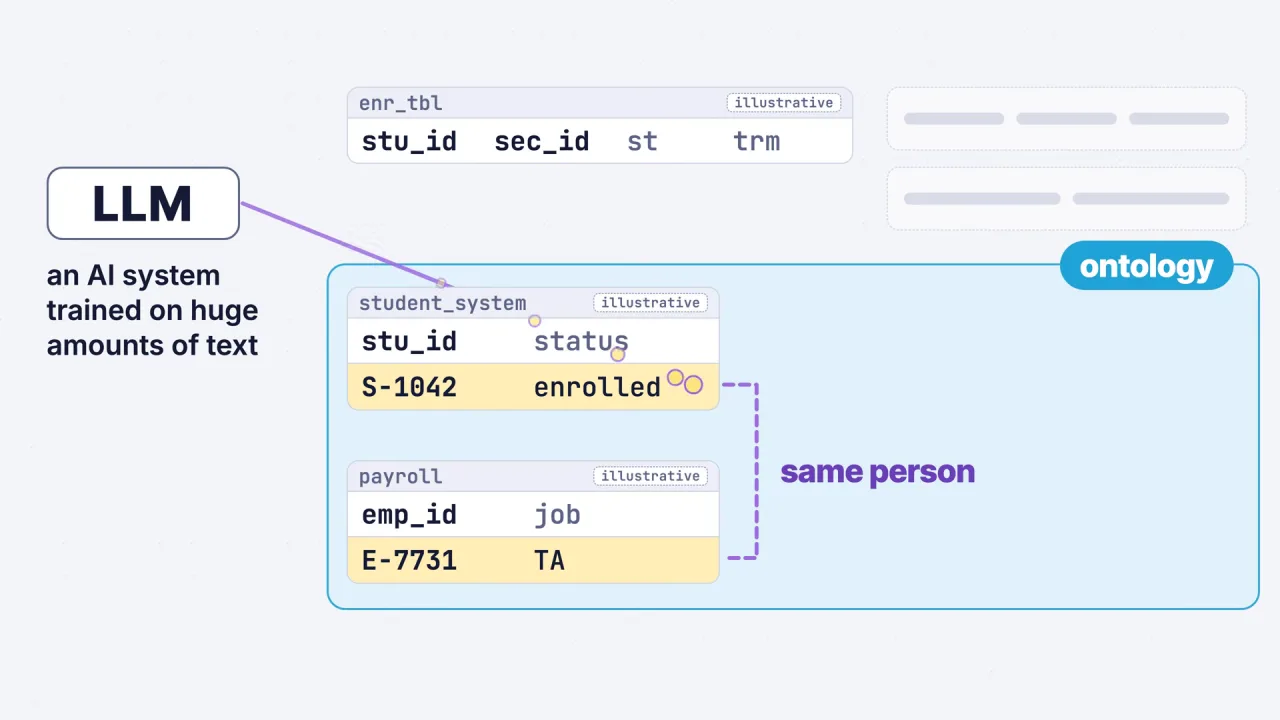 enr_tbl illustrative
stu_id sec_id st trm
LLM
an AI system
trained on huge
amounts of text
ontology
student_system illustrative
stu_id status
S-1042 enrolled
same person
payroll illustrative
emp_id job
E-7731 TA